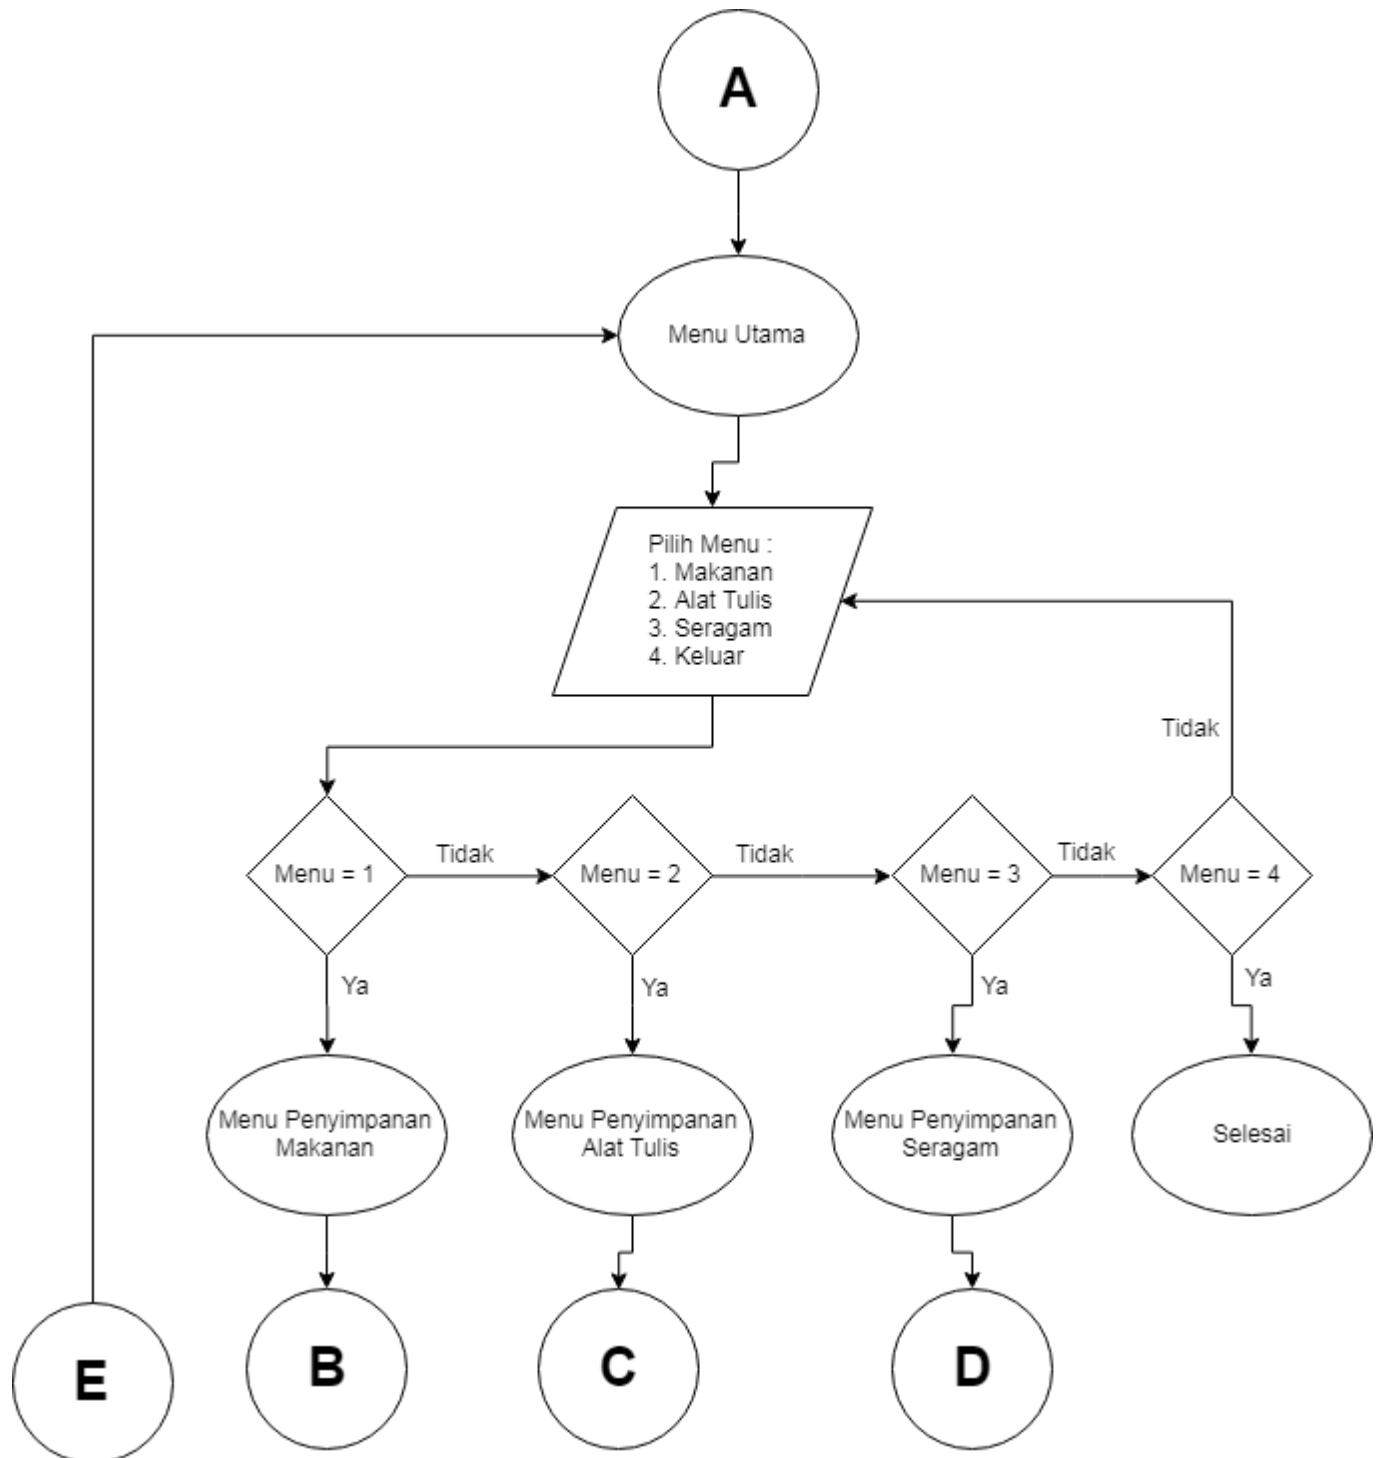 A
Menu Utama
Pilih Menu :
1. Makanan
2. Alat Tulis
3. Seragam
4. Keluar
Tidak
Menu = 1
Tidak
Menu = 2
Tidak
Menu = 3
Tidak
Menu = 4
Ya
Ya
Ya
Ya
Menu Penyimpanan
Makanan
Menu Penyimpanan
Alat Tulis
Menu Penyimpanan
Seragam
Selesai
E
B
C
D